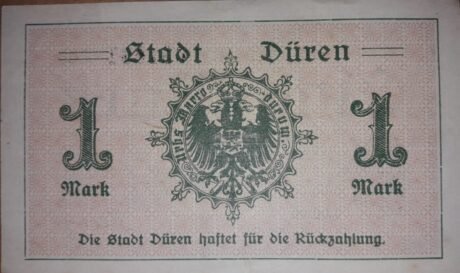 Stadt Düren
1 1
Mark Mark
Die Stadt Düren haftet für die Rückzahlung.